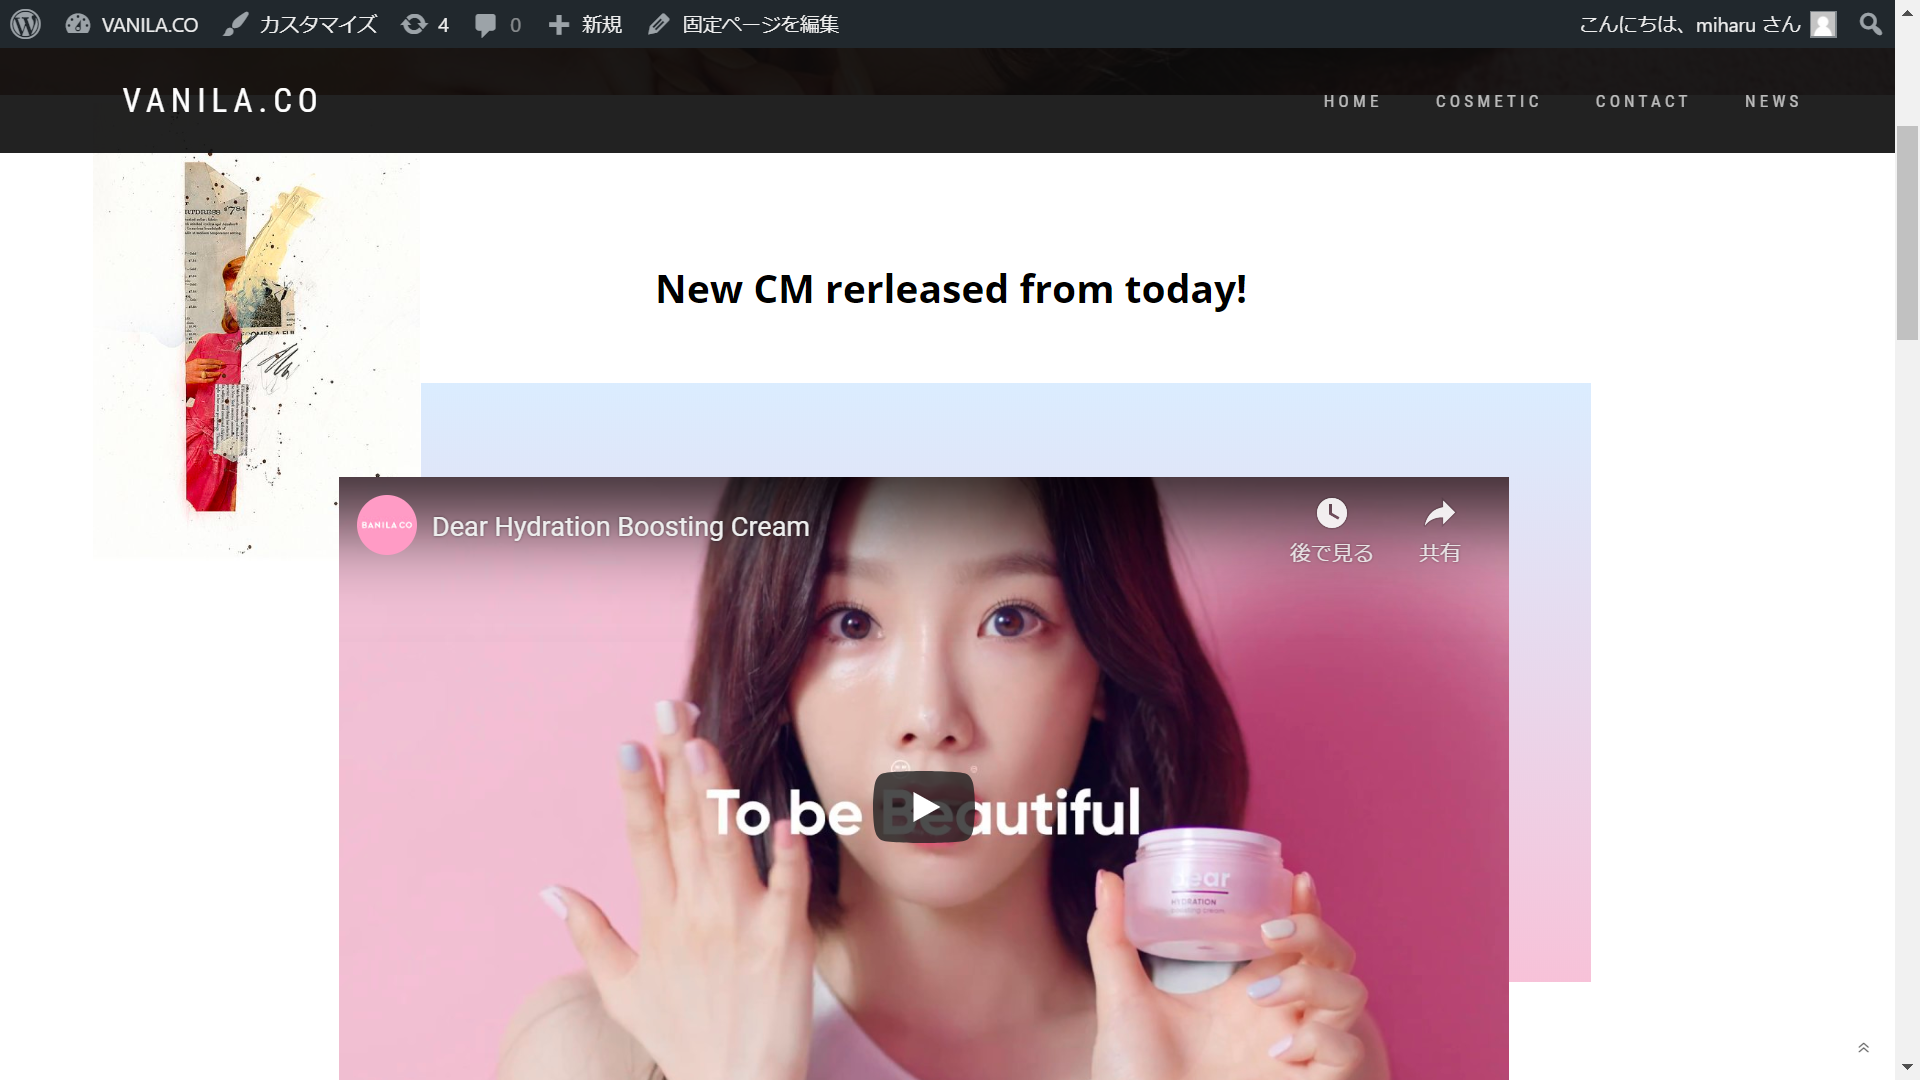 VANILA.CO カスタマイズ 4 0 新規 固定ページを編集 こんにちは、miharu さん
VANILA.CO HOME COSMETIC CONTACT NEWS
New CM rerleased from today!
BANILA CO Dear Hydration Boosting Cream 後で見る 共有
To be Beautiful
dear
HYDRATION
boosting cream